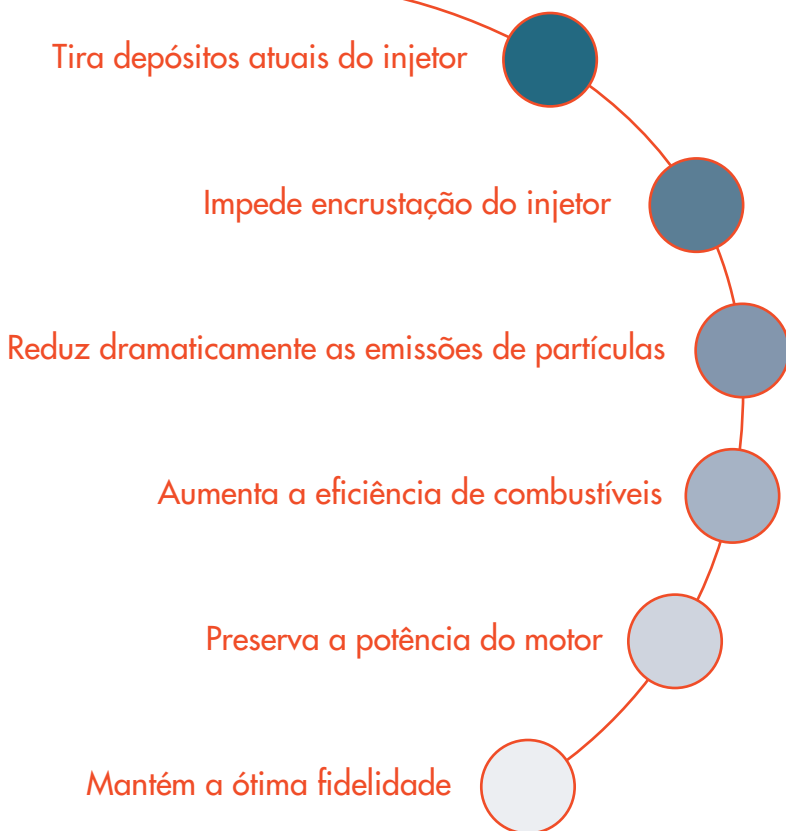 Tira depósitos atuais do injetor
Impede encrustação do injetor
Reduz dramaticamente as emissões de partículas
Aumenta a eficiência de combustíveis
Preserva a potência do motor
Mantém a ótima fidelidade